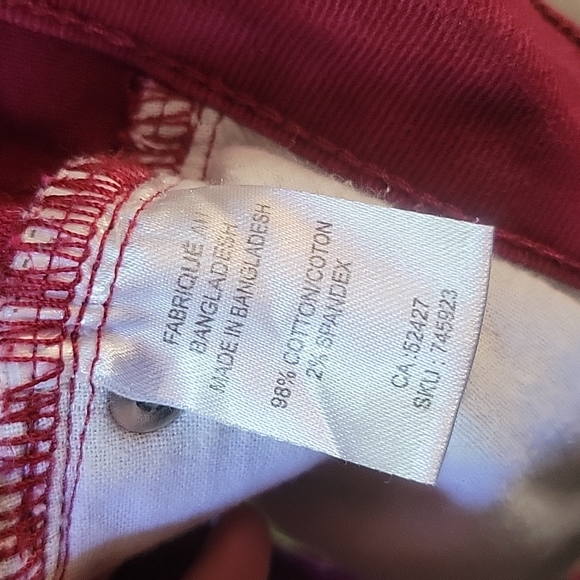 FABRIQUÉ AU
BANGLADESH
MADE IN BANGLADESH
98% COTTON/COTON
2% SPANDEX
CA :52427
SKU : 745923